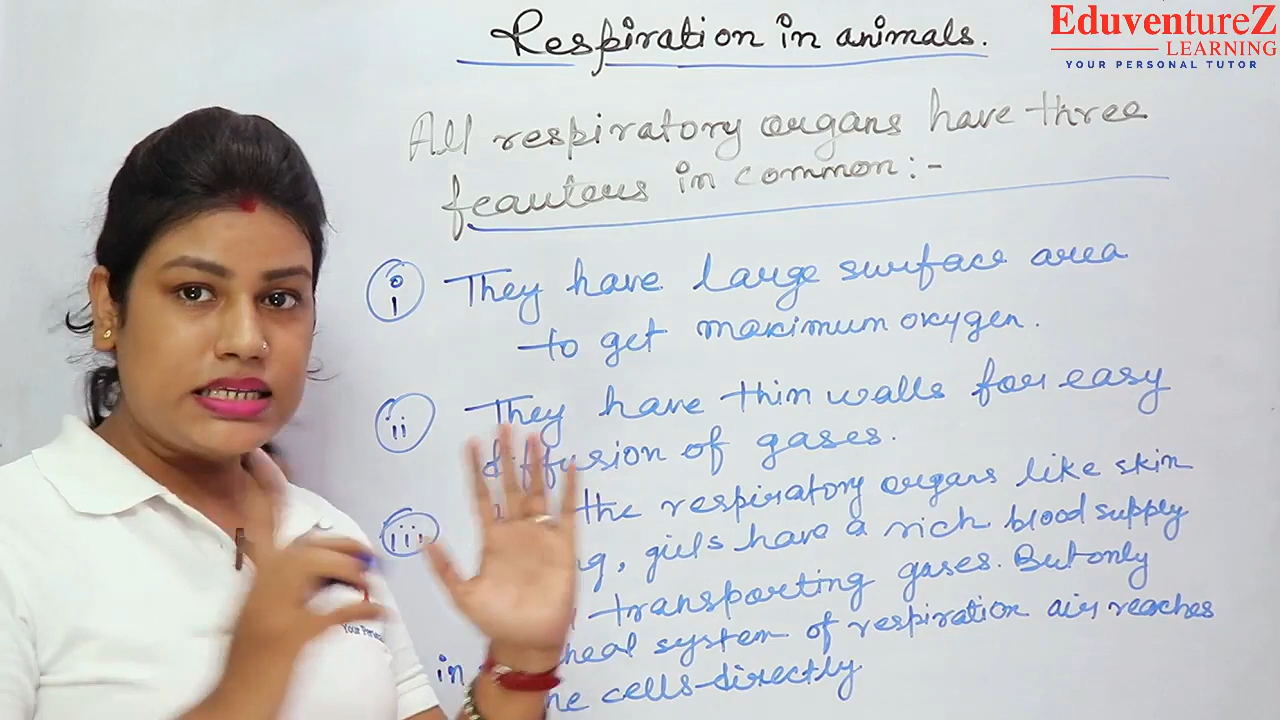 EduventureZ
LEARNING
YOUR PERSONAL TUTOR
Respiration in animals.
All respiratory organs have three
feauteus in common :-
i They have large surface area
to get maximum oxygen.
ii They have thin walls for easy
diffusion of gases.
iii the respiratory organs like skin
, gills have a rich blood supply
transporting gases. But only
in system of respiration air reaches
cells directly
Your